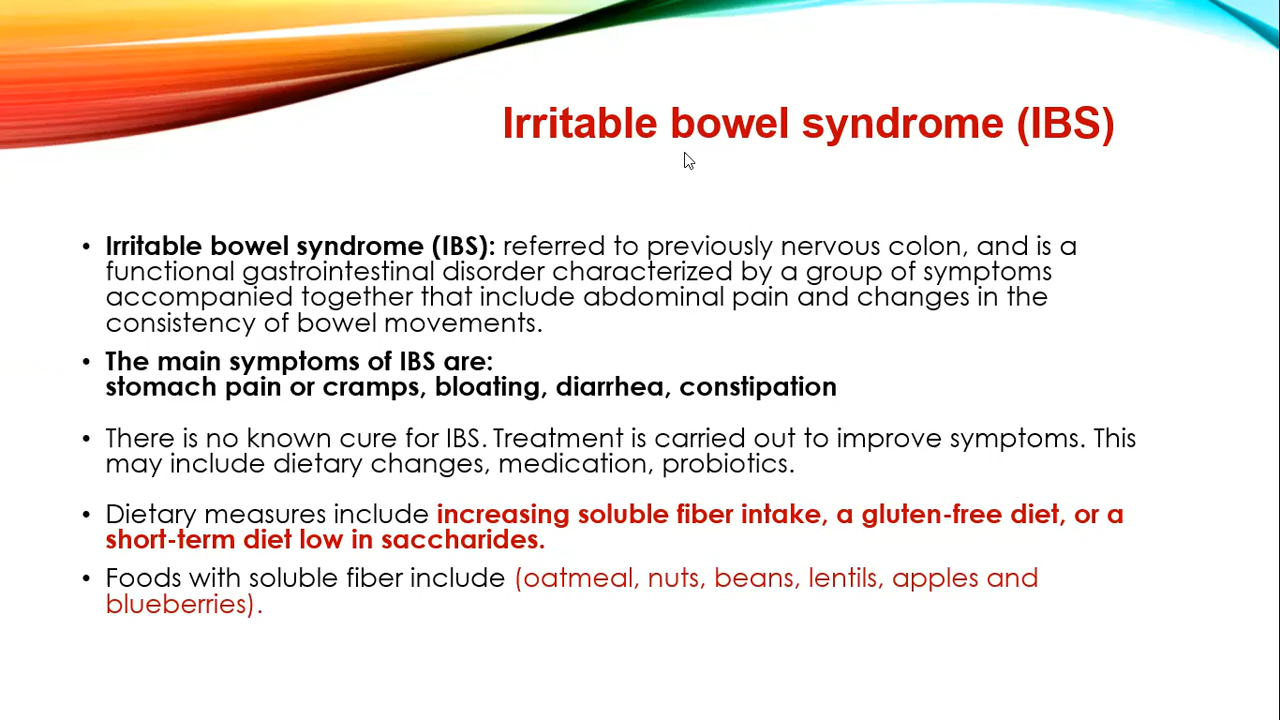 Irritable bowel syndrome (IBS)
• Irritable bowel syndrome (IBS): referred to previously nervous colon, and is a
functional gastrointestinal disorder characterized by a group of symptoms
accompanied together that include abdominal pain and changes in the
consistency of bowel movements.
• The main symptoms of IBS are:
stomach pain or cramps, bloating, diarrhea, constipation
• There is no known cure for IBS. Treatment is carried out to improve symptoms. This
may include dietary changes, medication, probiotics.
• Dietary measures include increasing soluble fiber intake, a gluten-free diet, or a
short-term diet low in saccharides.
• Foods with soluble fiber include (oatmeal, nuts, beans, lentils, apples and
blueberries).